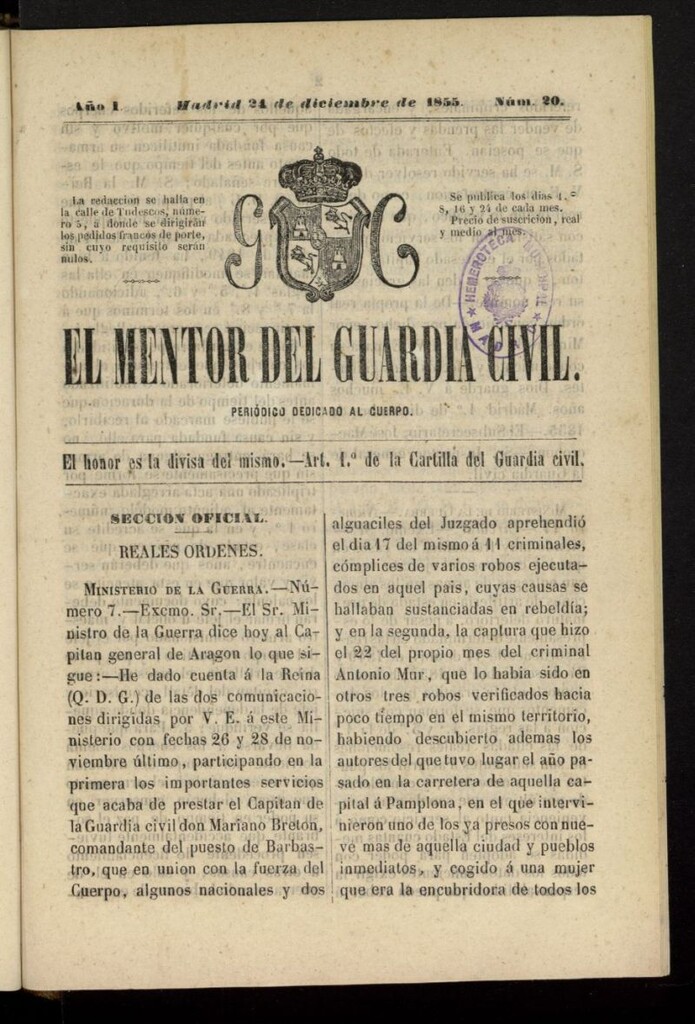 Año I
Madrid 24 de diciembre de 1855.
Núm. 20.
La redaccion se halla en
la calle de Tudescos, núme-
ro 5, á donde se dirigirán
los pedidos francos de porte,
sin cuyo requisito serán
nulos.
G C
Se publica los dias 1.º
8, 16 y 24 de cada mes.
Precio de suscricion, real
y medio al mes.
HEMEROTECA MUNICIPAL
MADRID
EL MENTOR DEL GUARDIA CIVIL.
PERIÓDICO DEDICADO AL CUERPO.
El honor es la divisa del mismo.—Art. 1.º de la Cartilla del Guardia civil.
SECCION OFICIAL.
REALES ORDENES.
MINISTERIO DE LA GUERRA.—Nú-
mero 7.—Excmo. Sr.—El Sr. Mi-
nistro de la Guerra dice hoy al Ca-
pitan general de Aragon lo que si-
gue:—He dado cuenta á la Reina
(Q. D. G.) de las dos comunicacio-
nes dirigidas por V. E. á este Mi-
nisterio con fechas 26 y 28 de no-
viembre último, participando en la
primera los importantes servicios
que acaba de prestar el Capitan de
la Guardia civil don Mariano Breton,
comandante del puesto de Barbas-
tro, que en union con la fuerza del
Cuerpo, algunos nacionales y dos
alguaciles del Juzgado aprehendió
el dia 17 del mismo á 11 criminales,
cómplices de varios robos ejecuta-
dos en aquel pais, cuyas causas se
hallaban sustanciadas en rebeldía;
y en la segunda, la captura que hizo
el 22 del propio mes del criminal
Antonio Mur, que lo habia sido en
otros tres robos verificados hacia
poco tiempo en el mismo territorio,
habiendo descubierto ademas los
autores del que tuvo lugar el año pa-
sado en la carretera de aquella ca-
pital á Pamplona, en el que intervi-
nieron uno de los ya presos con nue-
ve mas de aquella ciudad y pueblos
inmediatos, y cogido á una mujer
que era la encubridora de todos los